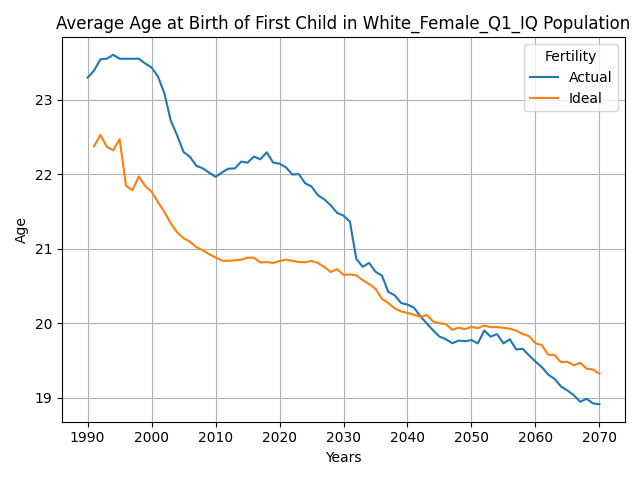 Average Age at Birth of First Child in White_Female_Q1_IQ Population
Fertility
Actual
Ideal
Age
23
22
21
20
19
1990 2000 2010 2020 2030 2040 2050 2060 2070
Years